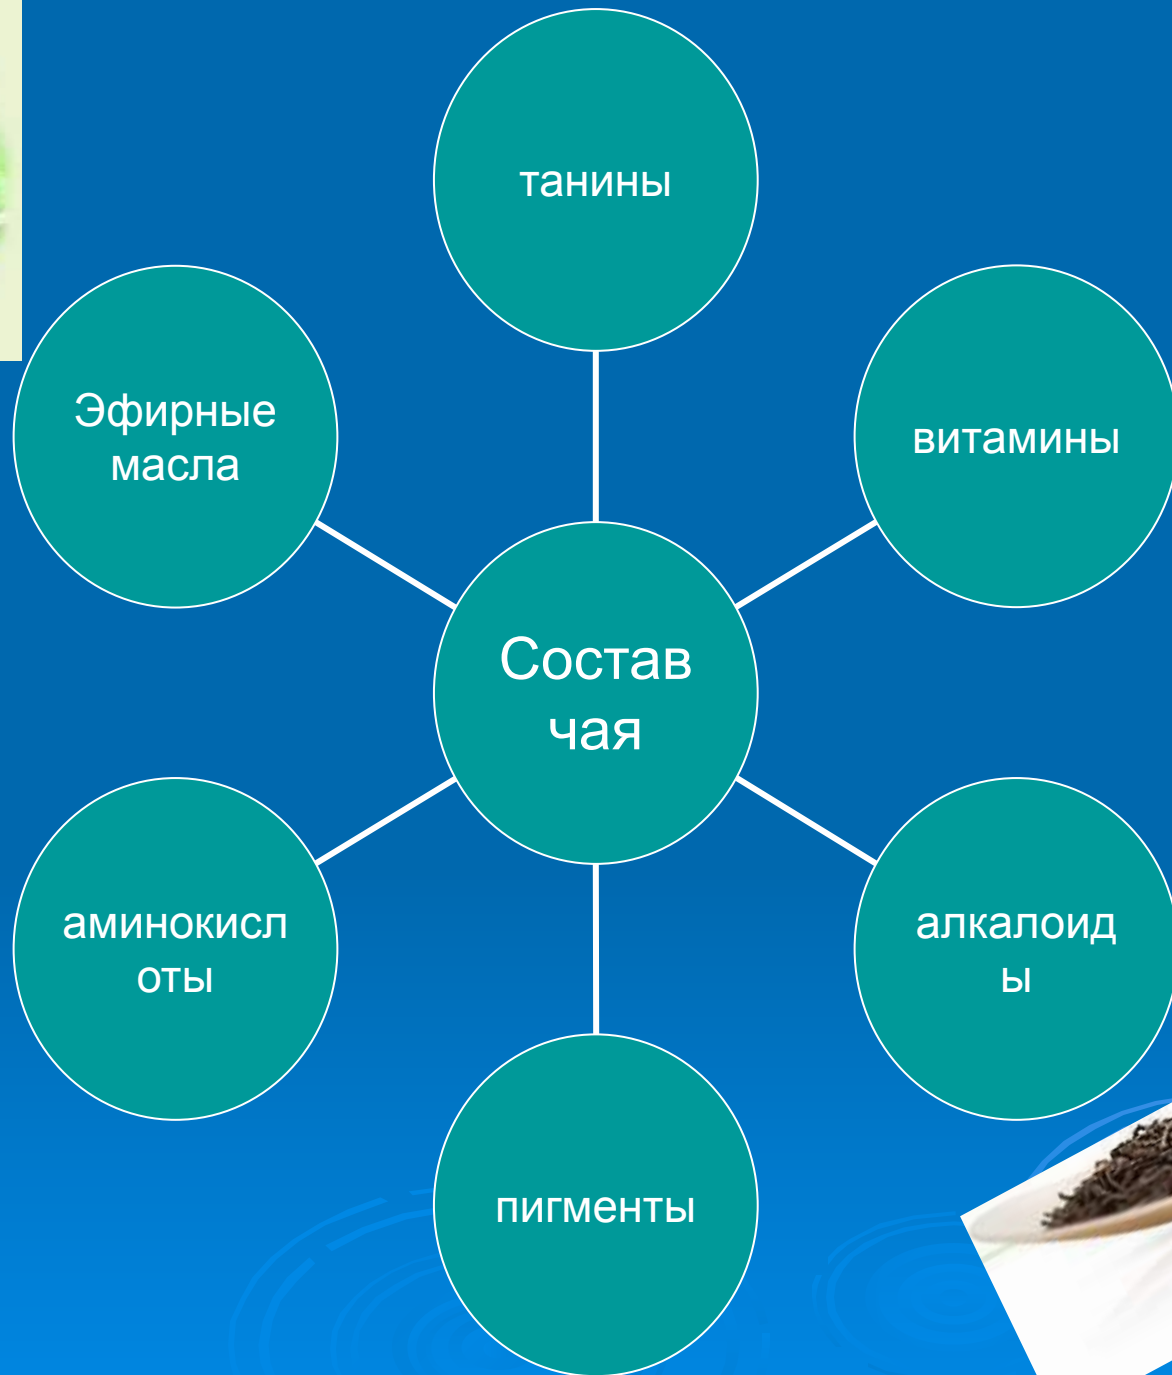 танины
Эфирные
масла
витамины
Состав
чая
аминокисл
оты
алкалоид
ы
пигменты